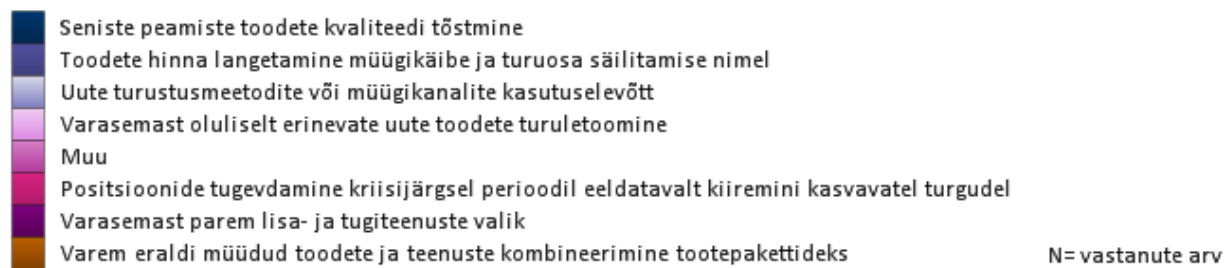 Seniste peamiste toodete kvaliteedi tõstmine
Toodete hinna langetamine müügikäibe ja turuosa säilitamise nimel
Uute turustusmeetodite või müügikanalite kasutuselevõtt
Varasemast oluliselt erinevate uute toodete turuletoomine
Muu
Positsioonide tugevdamine kriisijärgsel perioodil eeldatavalt kiiremini kasvavatel turgudel
Varasemast parem lisa- ja tugiteenuste valik
Varem eraldi müüdud toodete ja teenuste kombineerimine tootepakettideks N= vastanute arv